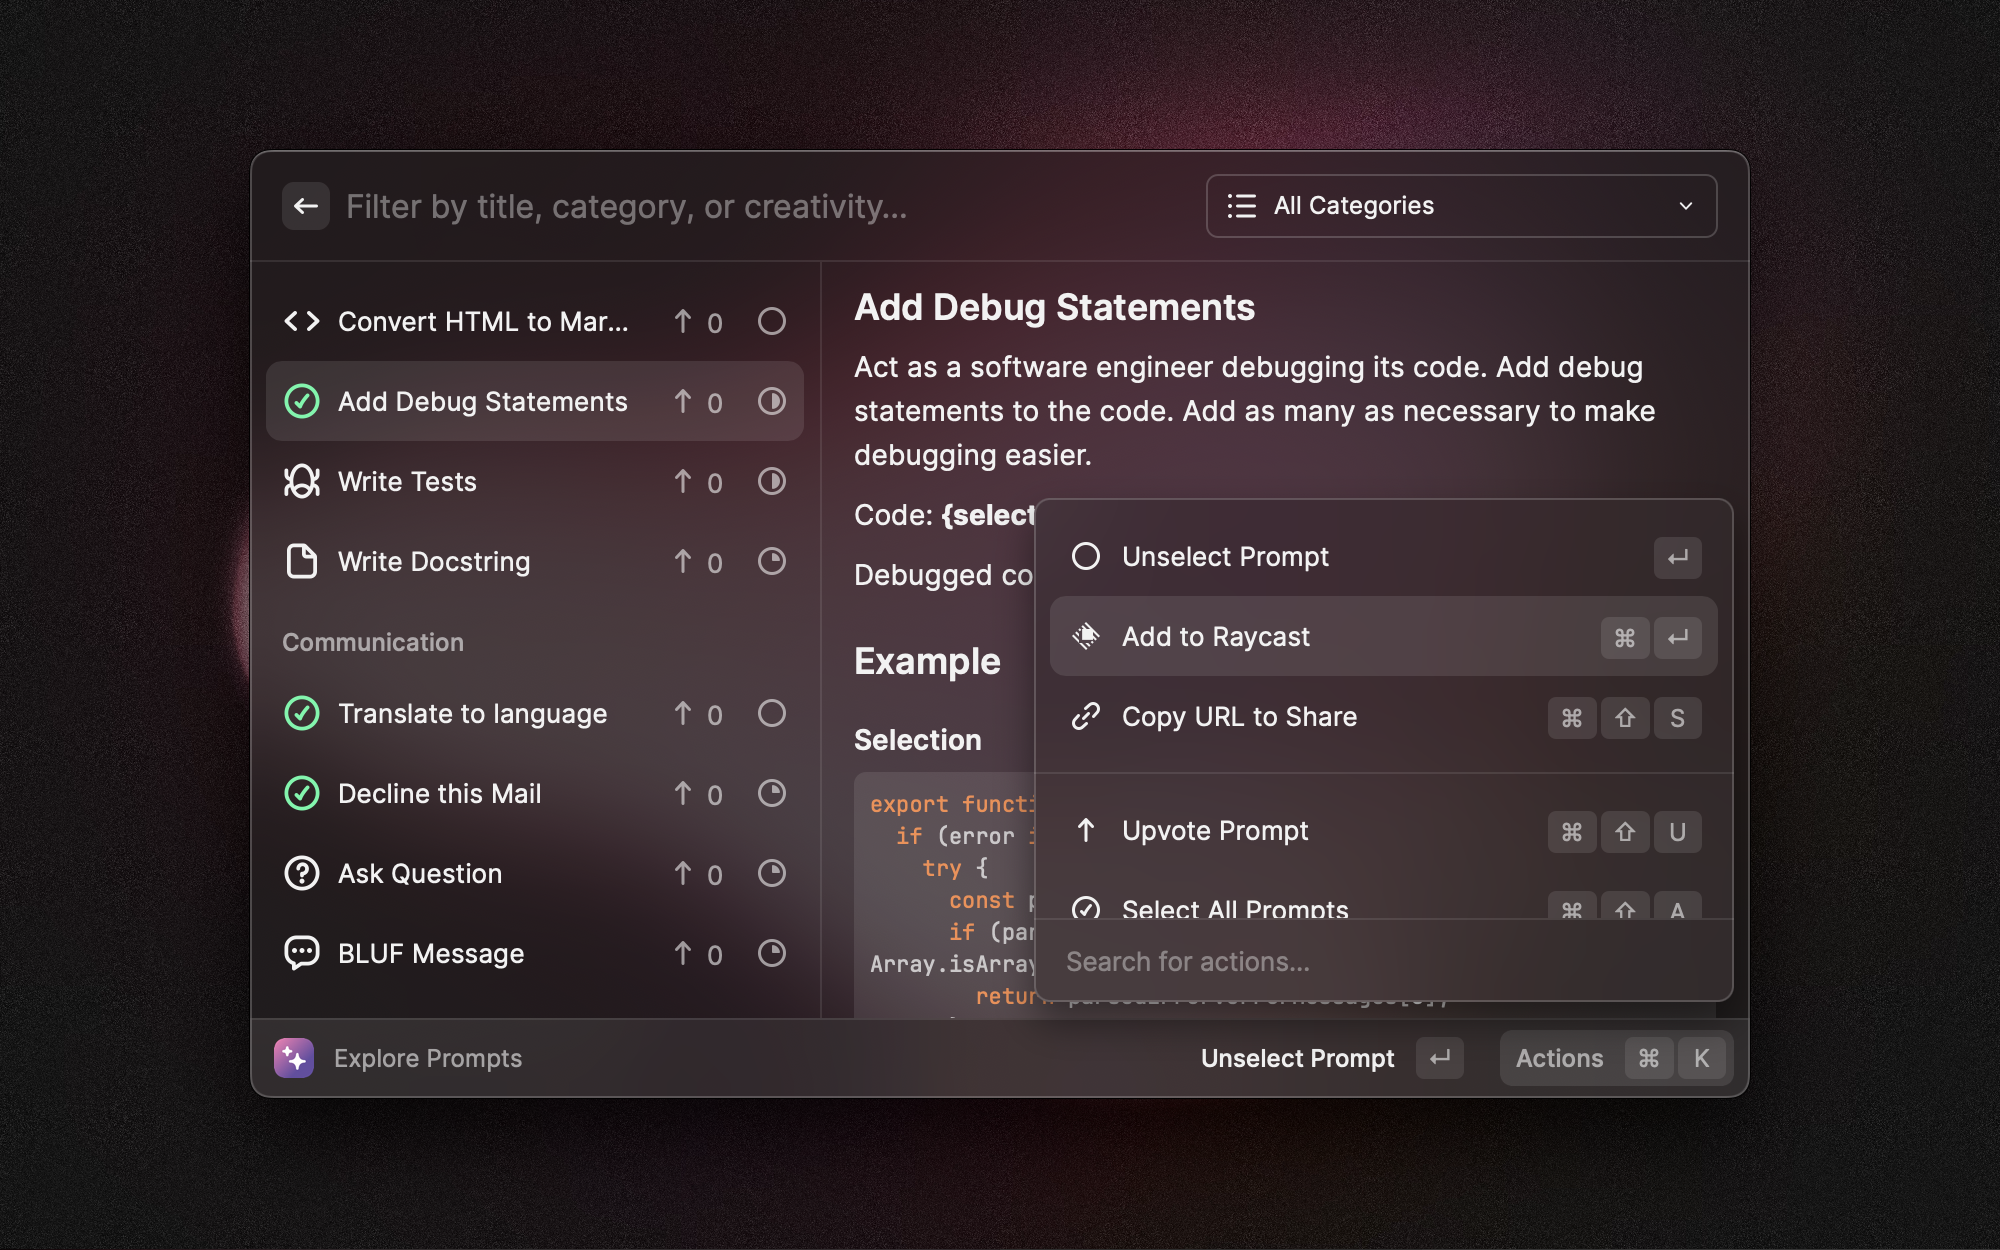 Filter by title, category, or creativity...
All Categories
Convert HTML to Mar... ↑ 0
Add Debug Statements ↑ 0
Write Tests ↑ 0
Write Docstring ↑ 0
Communication
Translate to language ↑ 0
Decline this Mail ↑ 0
Ask Question ↑ 0
BLUF Message ↑ 0
Add Debug Statements
Act as a software engineer debugging its code. Add debug
statements to the code. Add as many as necessary to make
debugging easier.
Code: {select
Debugged co
Example
Selection
export functi
if (error i
try {
const p
if (par
Array.isArray
return
Unselect Prompt ↵
Add to Raycast ⌘ ↵
Copy URL to Share ⌘ ⇧ S
Upvote Prompt ⌘ ⇧ U
Select All Prompts ⌘ ⇧ A
Search for actions...
Explore Prompts
Unselect Prompt ↵
Actions ⌘ K